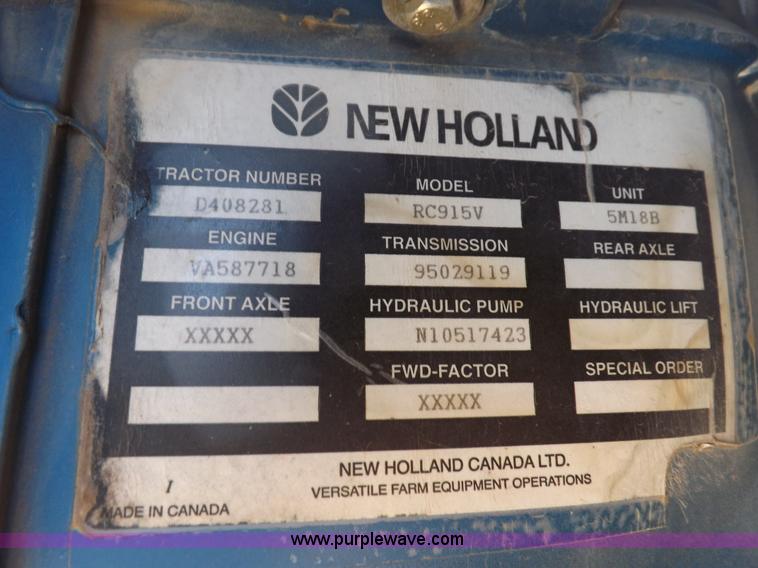 NEW HOLLAND
TRACTOR NUMBER MODEL UNIT
D408281 RC915V 5M18B
ENGINE TRANSMISSION REAR AXLE
VA587718 95029119
FRONT AXLE HYDRAULIC PUMP HYDRAULIC LIFT
XXXXX N10517423
FWD-FACTOR SPECIAL ORDER
XXXXX
NEW HOLLAND CANADA LTD.
I VERSATILE FARM EQUIPMENT OPERATIONS
MADE IN CANADA
www.purplewave.com